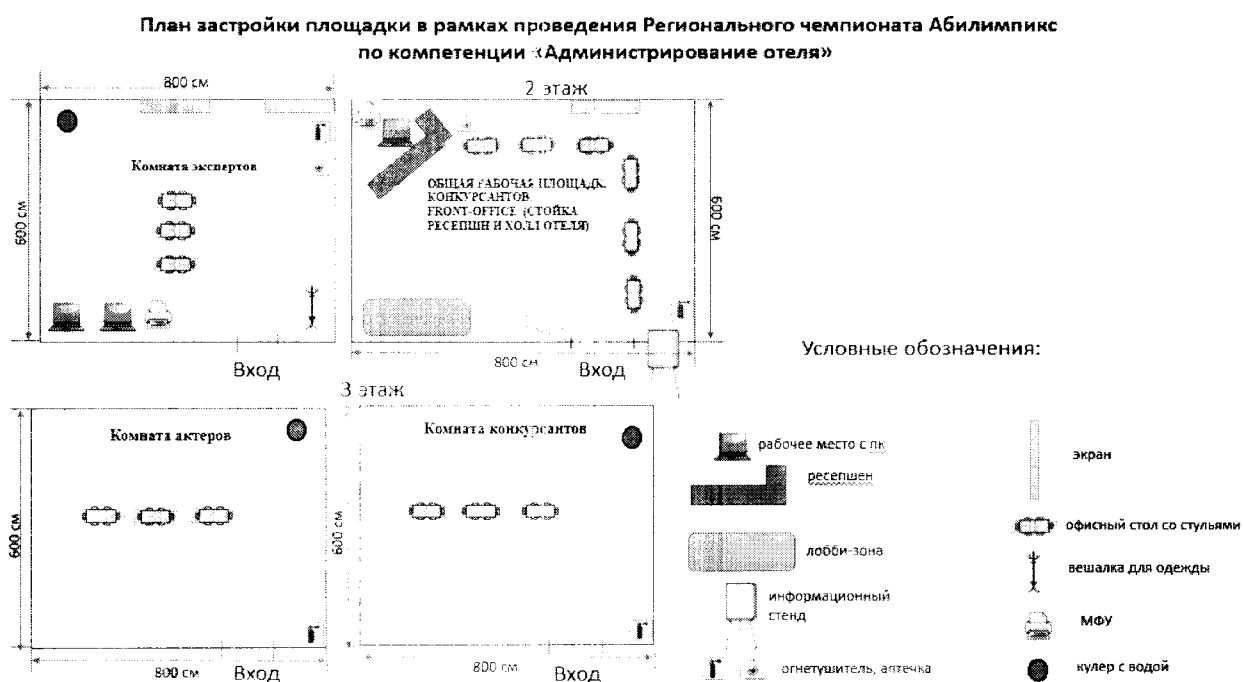 План застройки площадки в рамках проведения Регионального чемпионата Абилимпикс
по компетенции «Администрирование отеля»
800 см
2 этаж
600 см
Комната экспертов
ОБЩАЯ РАБОЧАЯ ПЛОЩАДК.
КОНКУРСАНТОВ
FRONT-OFFICE (СТОЙКА
РЕСЕПШН И ХОЛЛ ОТЕЛЯ)
600 см
Вход
800 см
Вход
3 этаж
Условные обозначения:
600 см
Комната актеров
600 см
Комната конкурсантов
800 см
Вход
800 см
Вход
рабочее место с пк
ресепшен
лобби-зона
информационный
стенд
огнетушитель, аптечка
экран
офисный стол со стульями
вешалка для одежды
МФУ
кулер с водой